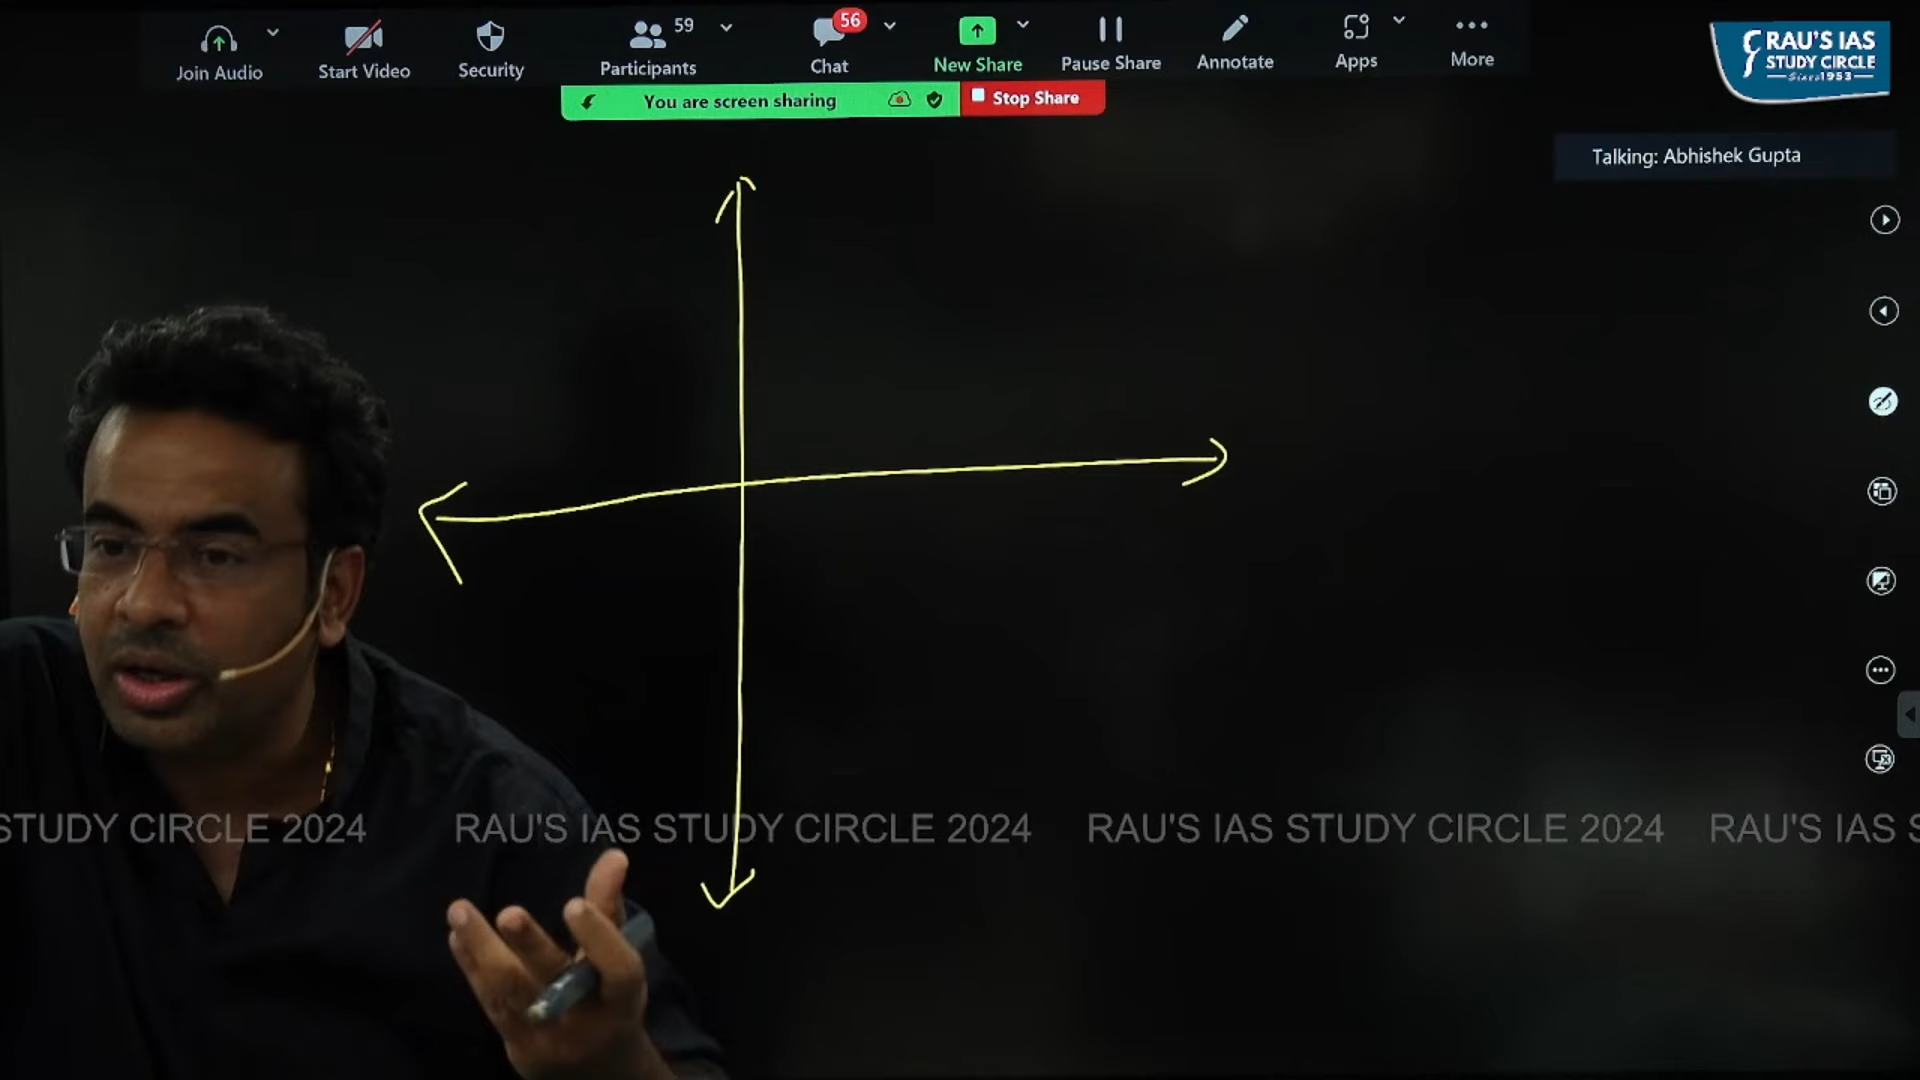 Join Audio
Start Video
Security
59
Participants
56
Chat
New Share
Pause Share
Annotate
Apps
More
You are screen sharing
Stop Share
RAU'S IAS
STUDY CIRCLE
Since 1953
Talking: Abhishek Gupta
STUDY CIRCLE 2024 RAU'S IAS STUDY CIRCLE 2024 RAU'S IAS STUDY CIRCLE 2024 RAU'S IAS S